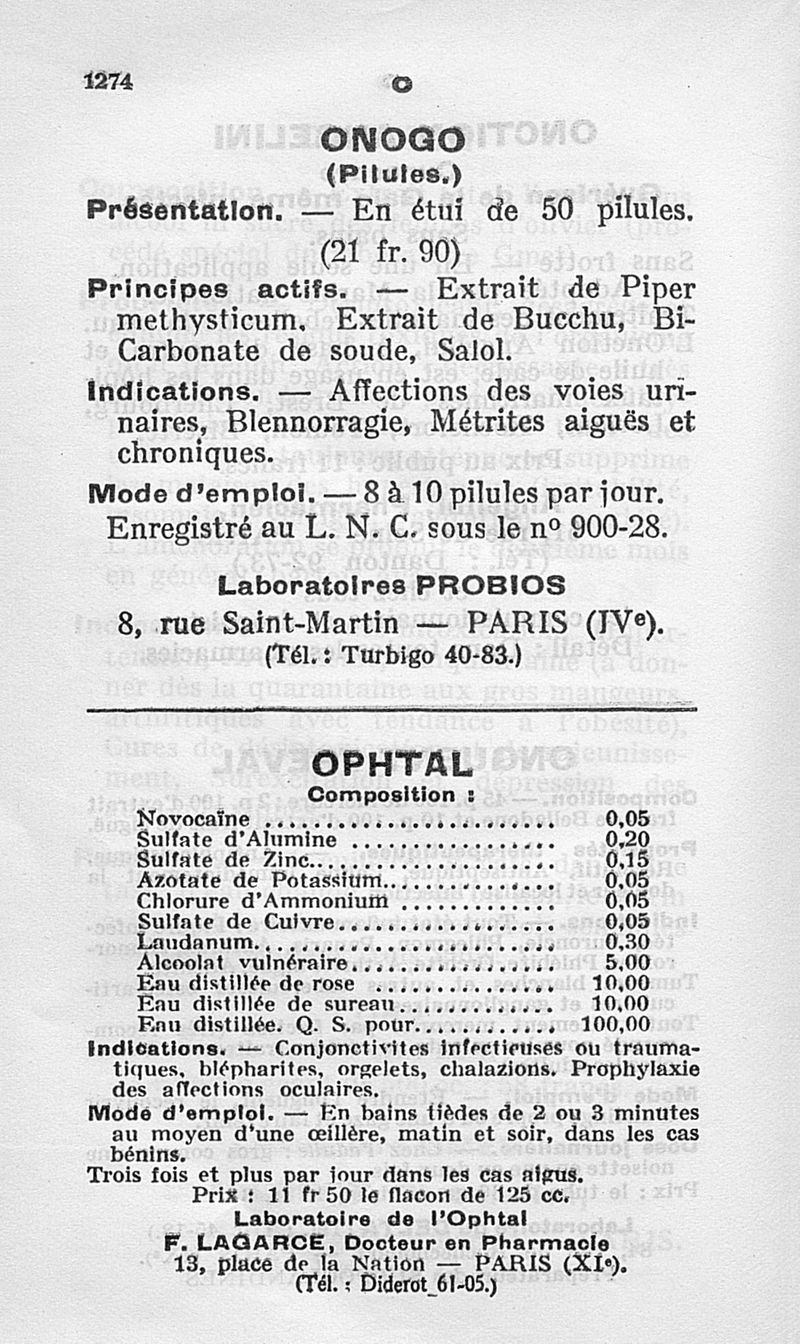 1274
O
ONOGO
(Pilules.)
Présentation. — En étui de 50 pilules.
(21 fr. 90)
Principes actifs. — Extrait de Piper
methysticum, Extrait de Bucchu, Bi-
Carbonate de soude, Salol.
Indications. — Affections des voies uri-
naires, Blennorragie, Métrites aiguës et
chroniques.
Mode d'emploi. — 8 à 10 pilules par jour.
Enregistré au L. N. C. sous le nº 900-28.
Laboratoires PROBIOS
8, rue Saint-Martin — PARIS (IVe).
(Tél. : Turbigo 40-83.)
OPHTAL
Composition :
Novocaïne .......................... 0,05
Sulfate d'Alumine .................. 0,20
Sulfate de Zinc..................... 0,15
Azotate de Potassium................ 0,05
Chlorure d'Ammonium ................ 0,05
Sulfate de Cuivre................... 0,05
Laudanum............................ 0,30
Alcoolat vulnéraire................. 5,00
Eau distillée de rose .............. 10,00
Eau distillée de sureau............. 10,00
Eau distillée. Q. S. pour........... 100,00
Indications. — Conjonctivites infectieuses ou trauma-
tiques, blépharites, orgelets, chalazions. Prophylaxie
des affections oculaires.
Mode d'emploi. — En bains tièdes de 2 ou 3 minutes
au moyen d'une œillère, matin et soir, dans les cas
bénins.
Trois fois et plus par jour dans les cas aigus.
Prix : 11 fr 50 le flacon de 125 cc.
Laboratoire de l'Ophtal
F. LAGARCE, Docteur en Pharmacie
13, place de la Nation — PARIS (XIe).
(Tél. : Diderot 61-05.)